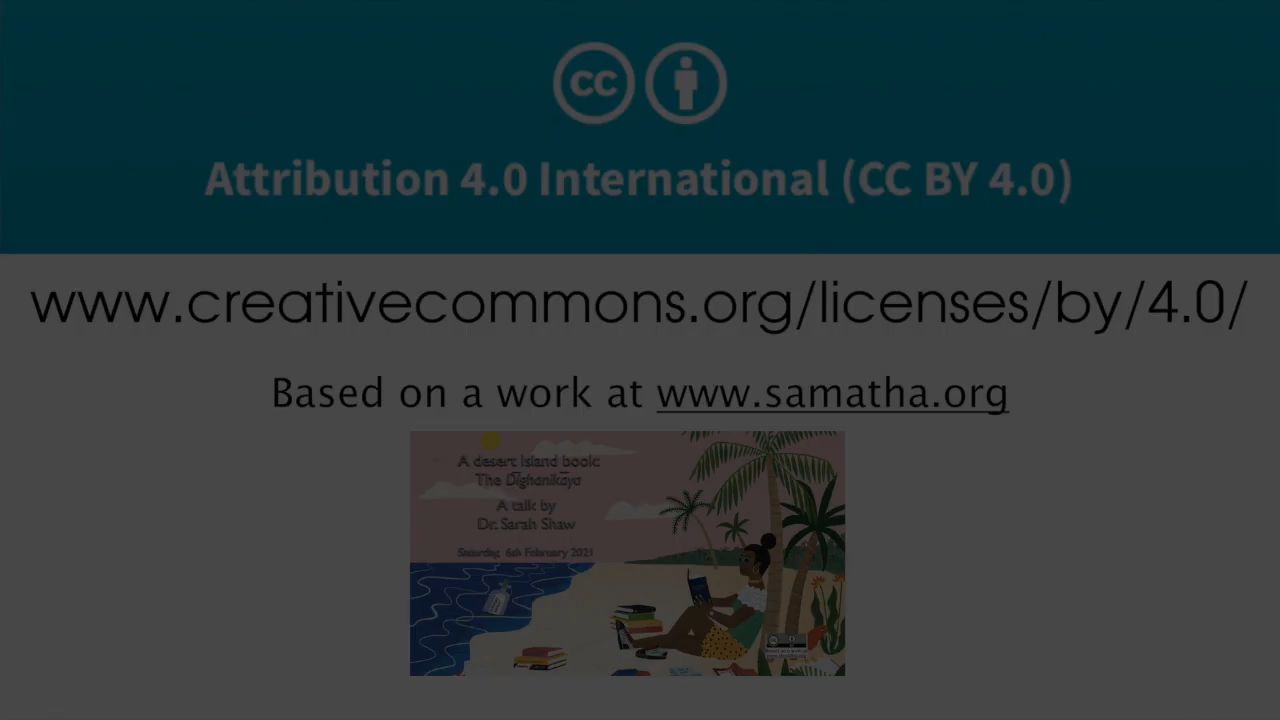 cc
Attribution 4.0 International (CC BY 4.0)
www.creativecommons.org/licenses/by/4.0/
Based on a work at www.samatha.org
A desert island book:
The Dīghanikāya
A talk by
Dr. Sarah Shaw
Saturday 6th February 2021